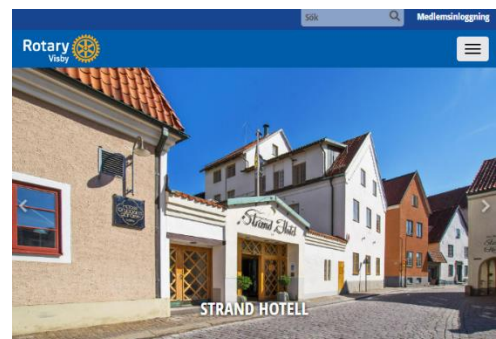 Sök
Medlemsinloggning
Rotary
Visby
Strand Hotel
STRAND HOTELL